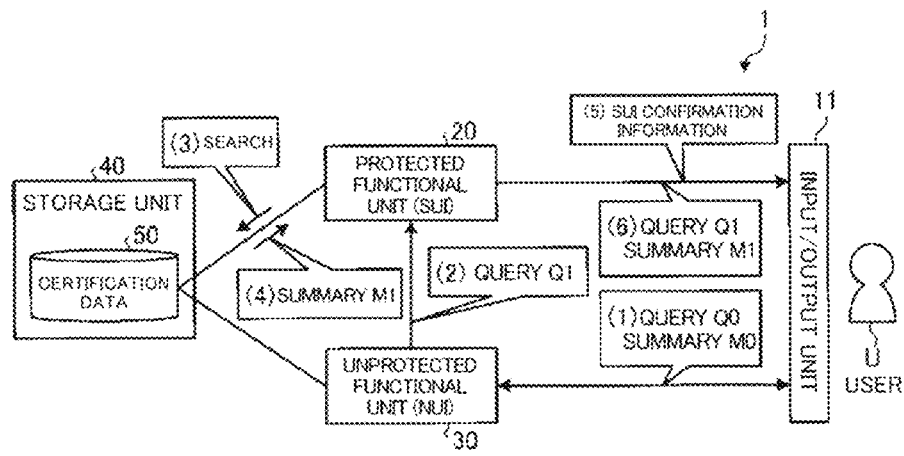 1
(5) SUI CONFIRMATION
INFORMATION
11
(3) SEARCH
20
40
PROTECTED
FUNCTIONAL
UNIT (SUI)
STORAGE UNIT
50
CERTIFICATION
DATA
(4) SUMMARY M1
(2) QUERY Q1
(6) QUERY Q1
SUMMARY M1
(1) QUERY Q0
SUMMARY M0
INPUT/OUTPUT UNIT
U
USER
UNPROTECTED
FUNCTIONAL
UNIT (NUI)
30